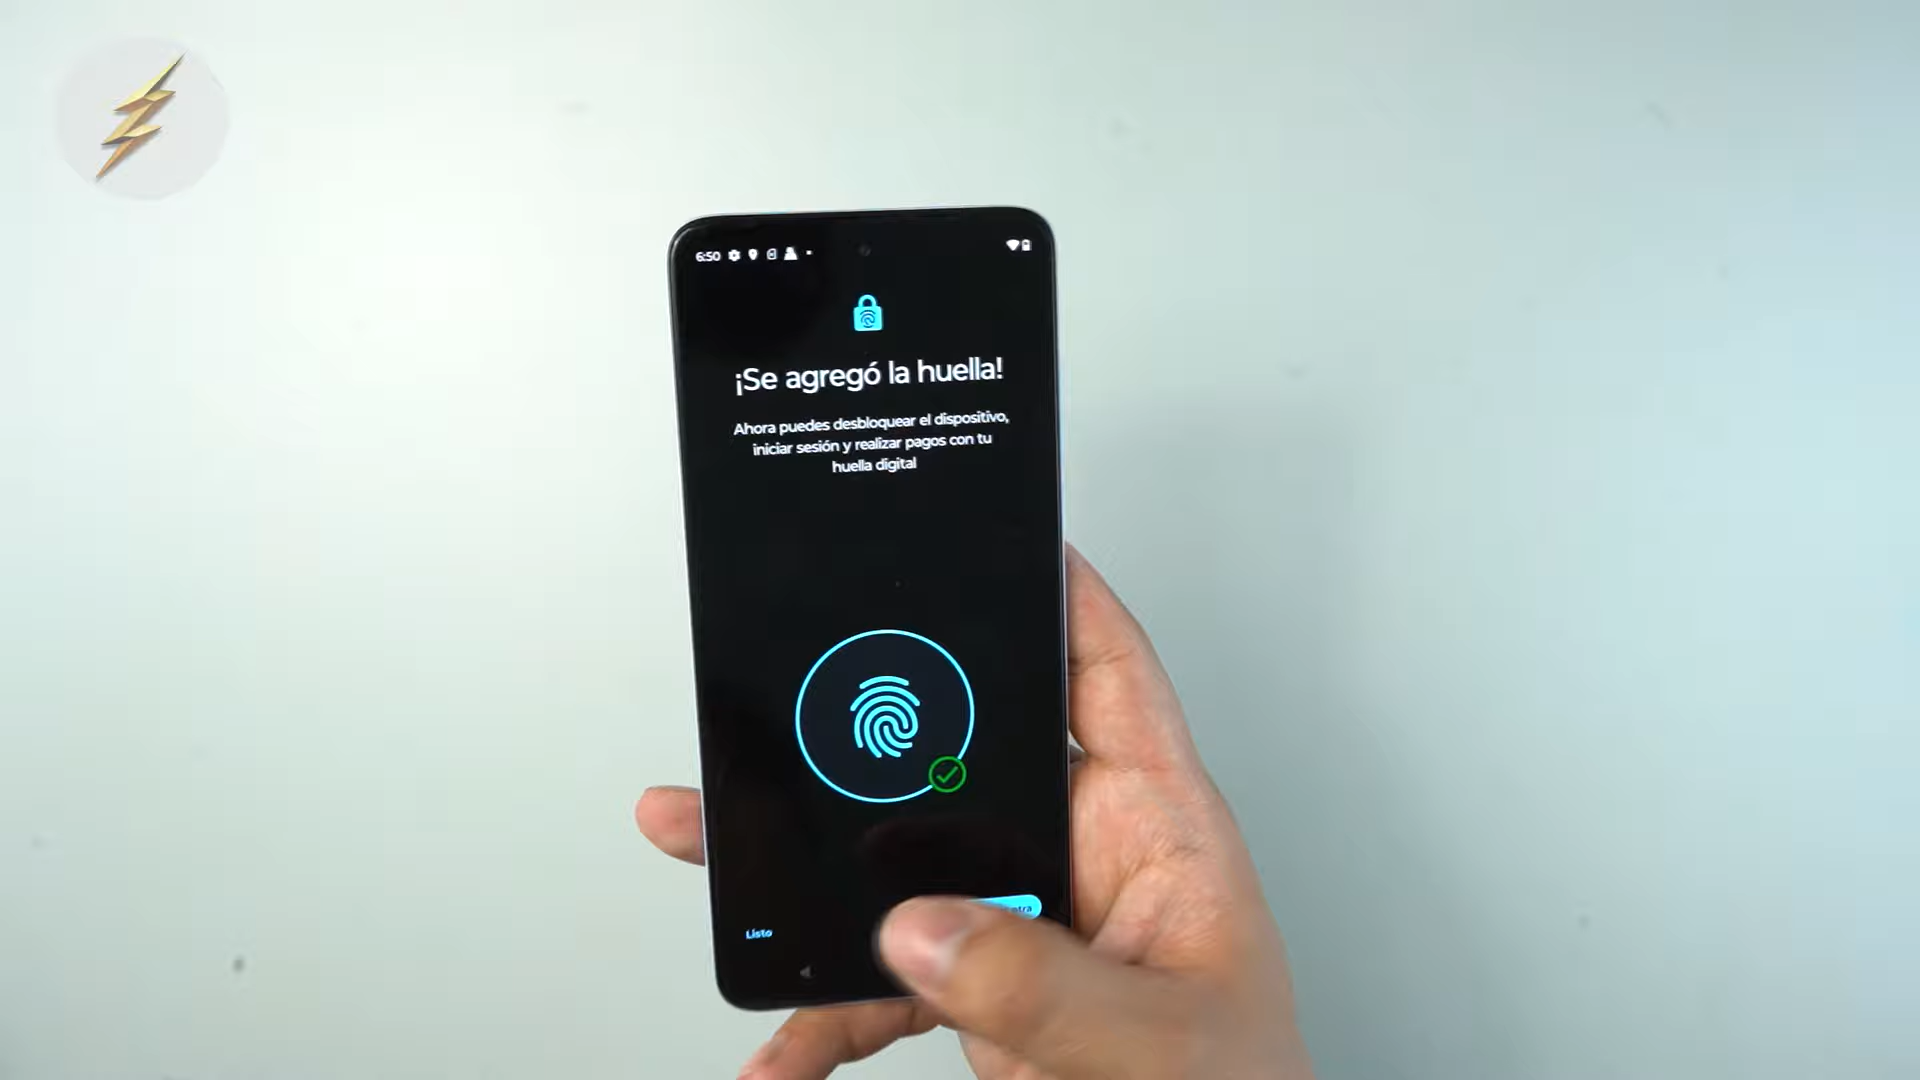 6:50
¡Se agregó la huella!
Ahora puedes desbloquear el dispositivo,
iniciar sesión y realizar pagos con tu
huella digital
Listo